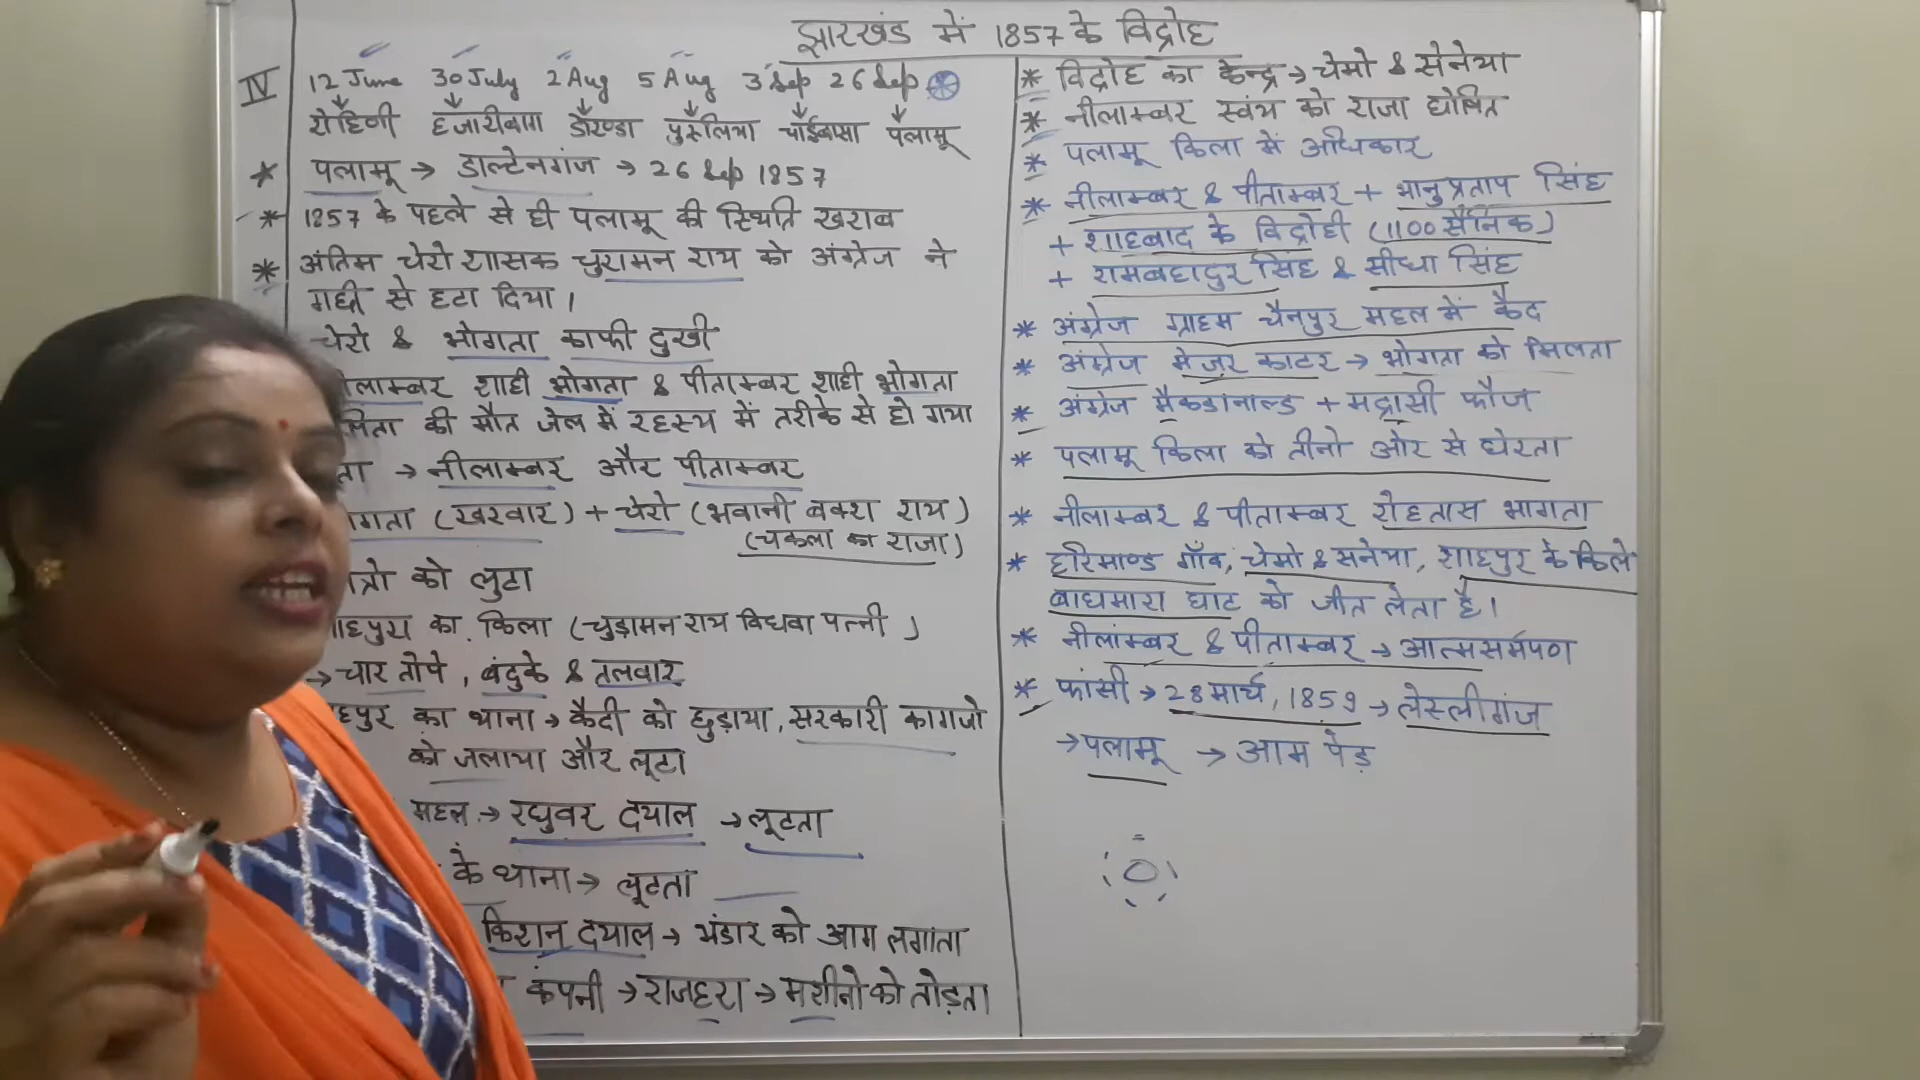 झारखंड में 1857 के विद्रोह
IV
12 June 30 July 2 Aug 5 Aug 3 Sep 26 Sep
रोहिणी हजारीबाग डोरण्डा पुरुलिया चाईबासा पलामू
* पलामू → डाल्टेनगंज → 26 Sep 1857
* 1857 के पहले से ही पलामू की स्थिति खराब
* अंतिम चेरो शासक चुरामन राय को अंग्रेज ने
गद्दी से हटा दिया।
चेरो & भोगता काफी दुखी
लाम्बर शाही भोगता & पीताम्बर शाही भोगता
की मौत जेल में रहस्य में तरीके से हो गया
ता → नीलाम्बर और पीताम्बर
गता (खरवार) + चेरो (भवानी बक्श राय)
(चकला का राजा)
को लुटा
का किला (चुड़ामन राय विधवा पत्नी)
→ चार तोपे, बंदुके & तलवार
हपुर का थाना → कैदी को छुड़ाया, सरकारी कागजो
को जलाया और लूटा
महल → रघुवर दयाल → लूटता
के थाना → लूटता
किशन दयाल → भंडार को आग लगाता
कंपनी → राजहरा → मशीनो को तोड़ता
* विद्रोह का केन्द्र → चेमो & सेनेया
* नीलाम्बर स्वंय को राजा घोषित
* पलामू किला में अधिकार
* नीलाम्बर & पीताम्बर + भानुप्रताप सिंह
+ शाहबाद के विद्रोही (1100 सैनिक)
+ रामबहादुर सिंह & सीधा सिंह
* अंग्रेज ग्राहम चैनपुर महल में कैद
* अंग्रेज मेजर काटर → भोगता को मिलता
* अंग्रेज मैकडानाल्ड + मद्रासी फौज
* पलामू किला को तीनो ओर से घेरता
* नीलाम्बर & पीताम्बर रोहतास भागता
* हरिमाण्ड गाँव, चेमो & सनेया, शाहपुर के किले
बाघमारा घाट को जीत लेता है।
* नीलांम्बर & पीताम्बर → आत्मसर्मपण
* फांसी → 28 मार्च, 1859 → लेस्लीगंज
→ पलामू → आम पेड़